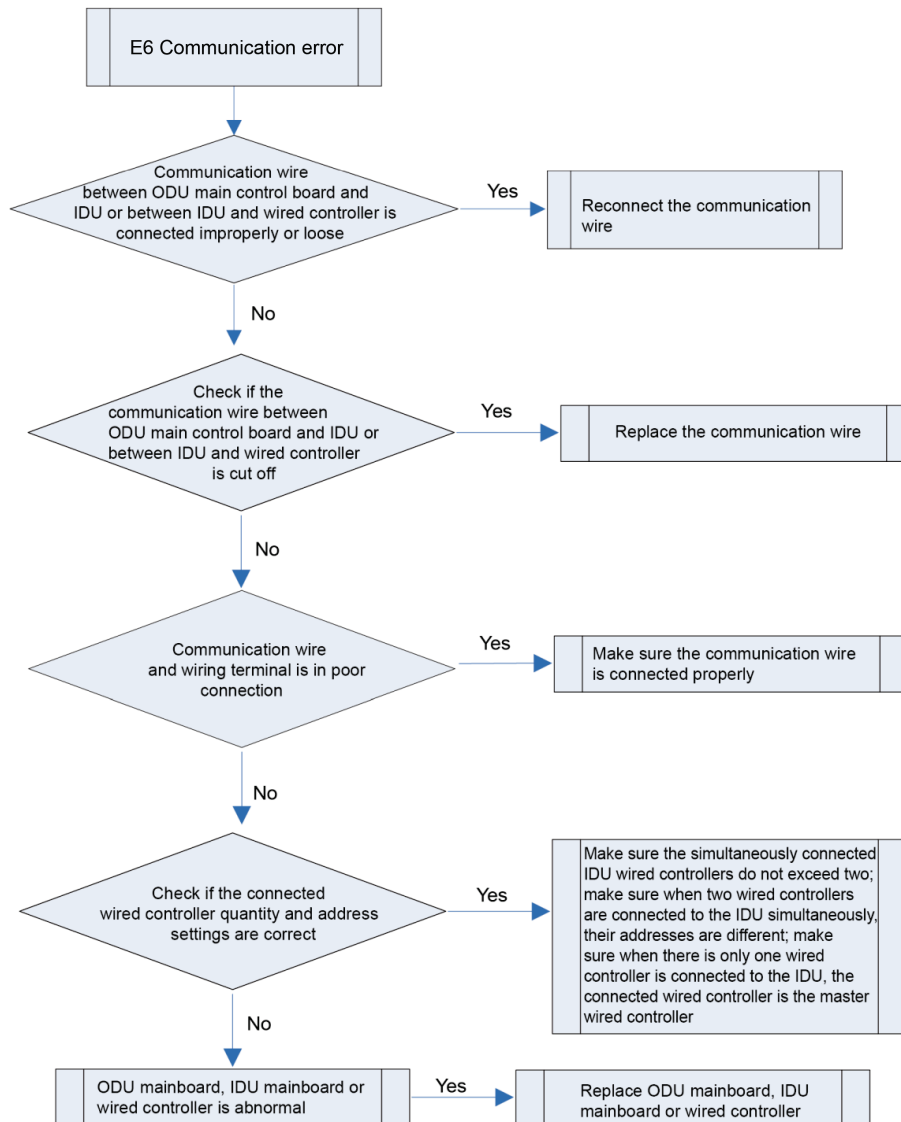 E6 Communication error
Communication wire
between ODU main control board and
IDU or between IDU and wired controller is
connected improperly or loose
Yes
Reconnect the communication
wire
No
Check if the
communication wire between
ODU main control board and IDU or
between IDU and wired controller
is cut off
Yes
Replace the communication wire
No
Communication wire
and wiring terminal is in poor
connection
Yes
Make sure the communication wire
is connected properly
No
Check if the connected
wired controller quantity and address
settings are correct
Yes
Make sure the simultaneously connected
IDU wired controllers do not exceed two;
make sure when two wired controllers
are connected to the IDU simultaneously,
their addresses are different; make
sure when there is only one wired
controller is connected to the IDU, the
connected wired controller is the master
wired controller
No
ODU mainboard, IDU mainboard or
wired controller is abnormal
Yes
Replace ODU mainboard, IDU
mainboard or wired controller